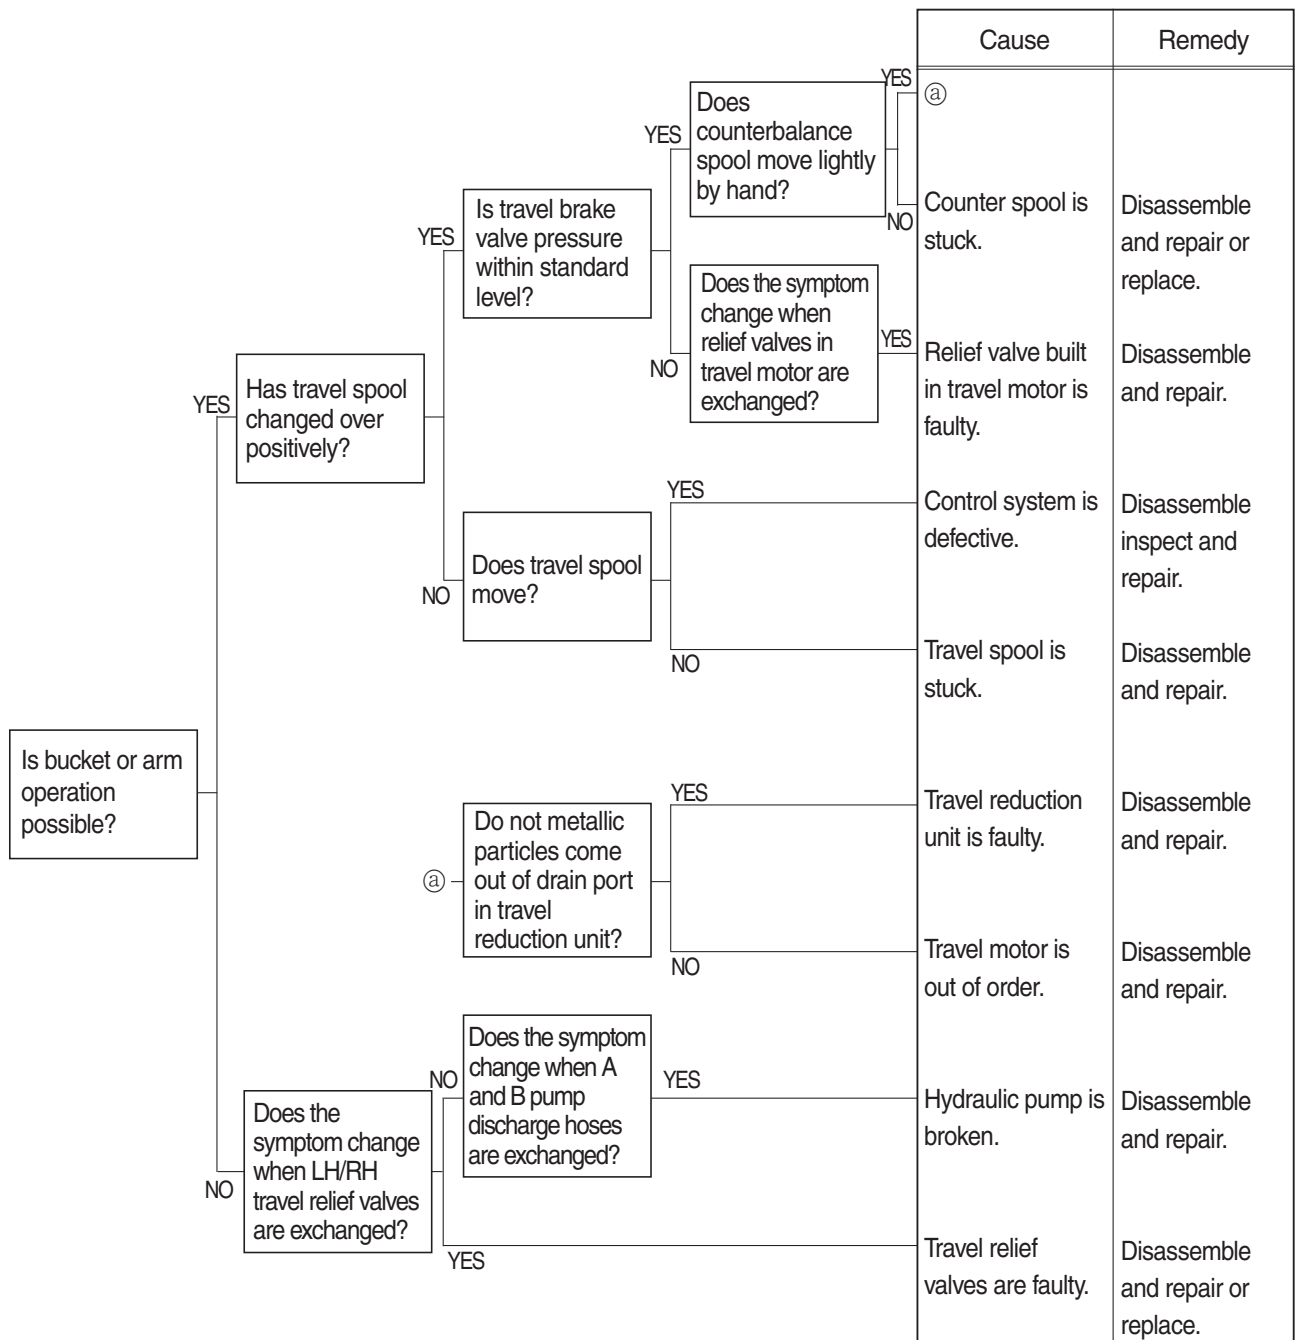 Cause
Remedy
YES
ⓐ
Does
counterbalance
spool move lightly
by hand?
YES
NO
Counter spool is
stuck.
Disassemble
and repair or
replace.
Is travel brake
valve pressure
within standard
level?
YES
Does the symptom
change when
relief valves in
travel motor are
exchanged?
YES
NO
Relief valve built
in travel motor is
faulty.
Disassemble
and repair.
Has travel spool
changed over
positively?
YES
YES
Control system is
defective.
Disassemble
inspect and
repair.
Does travel spool
move?
NO
NO
Travel spool is
stuck.
Disassemble
and repair.
Is bucket or arm
operation
possible?
YES
Travel reduction
unit is faulty.
Disassemble
and repair.
ⓐ
Do not metallic
particles come
out of drain port
in travel
reduction unit?
NO
Travel motor is
out of order.
Disassemble
and repair.
Does the symptom
change when A
and B pump
discharge hoses
are exchanged?
NO
YES
Hydraulic pump is
broken.
Disassemble
and repair.
Does the
symptom change
when LH/RH
travel relief valves
are exchanged?
NO
YES
Travel relief
valves are faulty.
Disassemble
and repair or
replace.